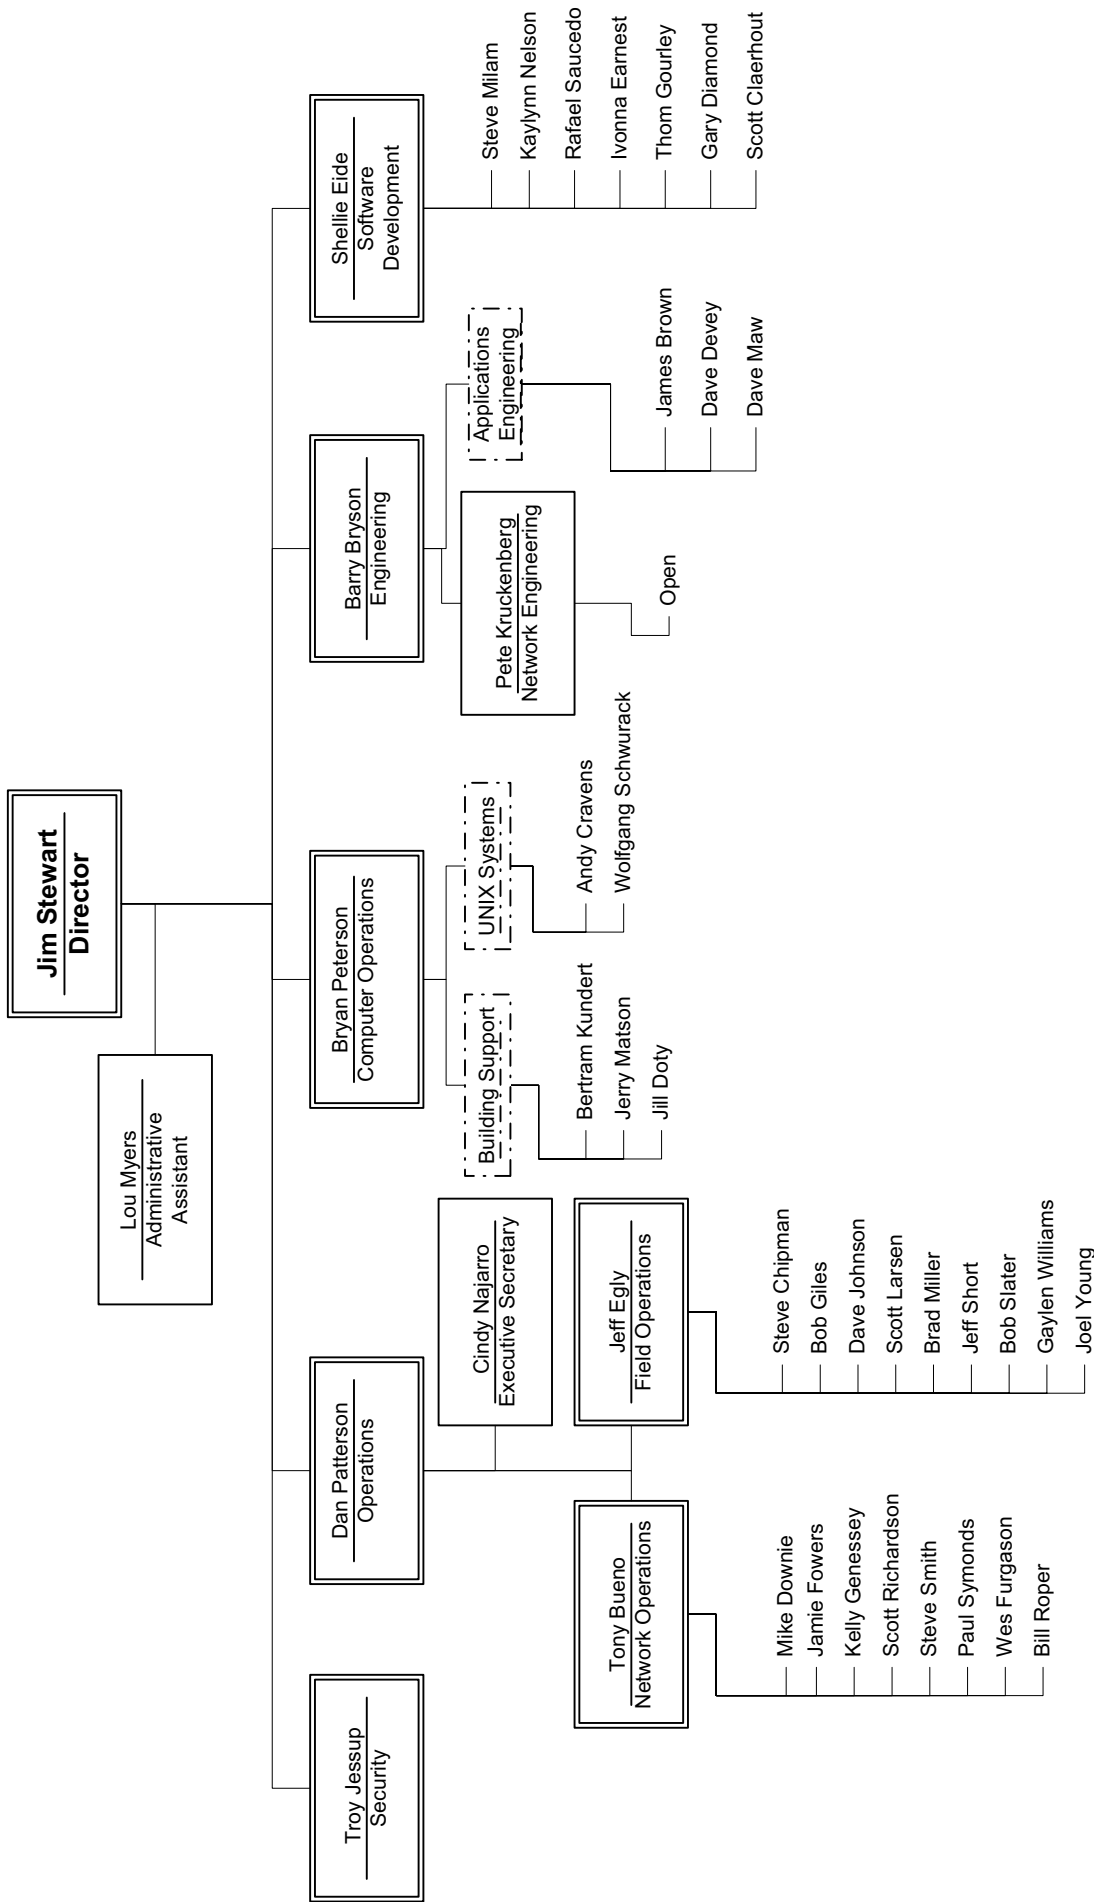 Jim Stewart
Director
Lou Myers
Administrative
Assistant
Troy Jessup
Security
Dan Patterson
Operations
Bryan Peterson
Computer Operations
Barry Bryson
Engineering
Shellie Eide
Software
Development
Cindy Najarro
Executive Secretary
Tony Bueno
Network Operations
Mike Downie
Jamie Fowers
Kelly Genessey
Scott Richardson
Steve Smith
Paul Symonds
Wes Furgason
Bill Roper
Jeff Egly
Field Operations
Steve Chipman
Bob Giles
Dave Johnson
Scott Larsen
Brad Miller
Jeff Short
Bob Slater
Gaylen Williams
Joel Young
Building Support
Bertram Kundert
Jerry Matson
Jill Doty
UNIX Systems
Andy Cravens
Wolfgang Schwurack
Pete Kruckenberg
Network Engineering
Open
Applications
Engineering
James Brown
Dave Devey
Dave Maw
Steve Milam
Kaylynn Nelson
Rafael Saucedo
Ivonna Earnest
Thom Gourley
Gary Diamond
Scott Claerhout